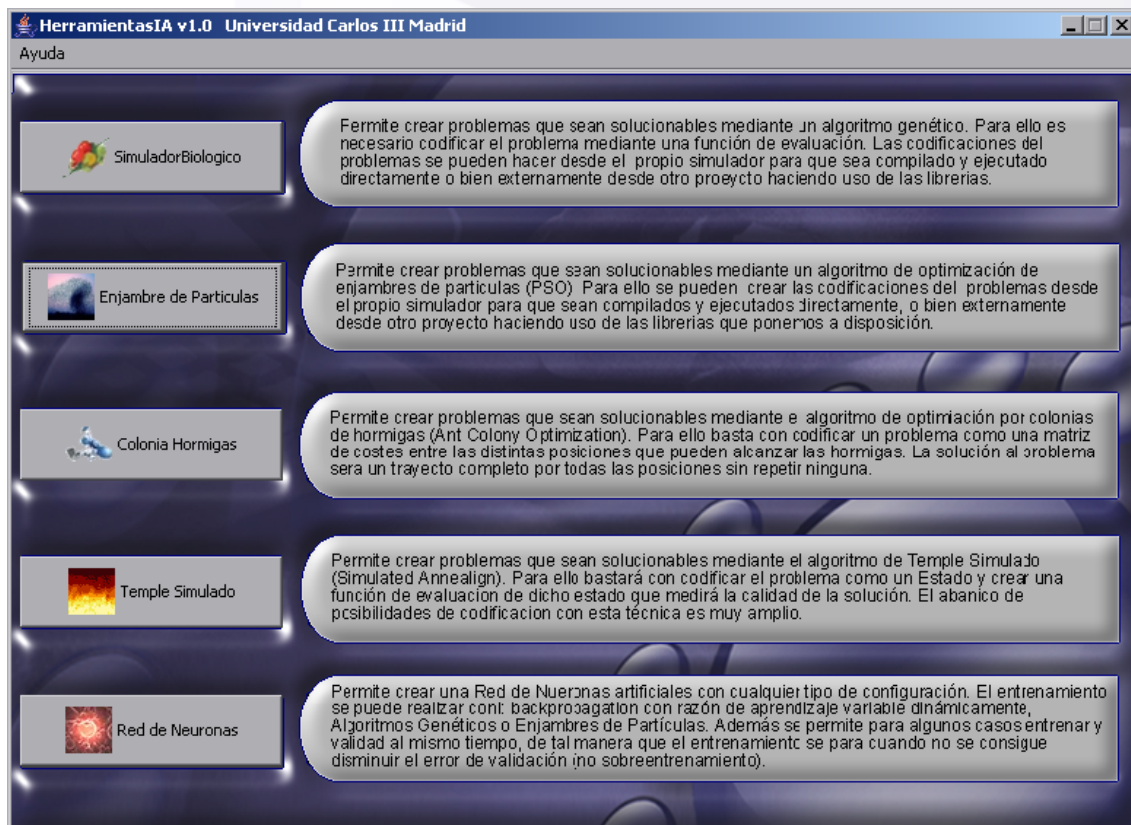 HerramientasIA v1.0 Universidad Carlos III Madrid
Ayuda
SimuladorBiologico
Fermite crear problemas que sean solucionables mediante un algoritmo genético. Para ello es
necesario codificar el problema mediante una función de evaluación. Las codificaciones del
problemas se pueden hacer desde el propio simulador para que sea compilado y ejecutado
directamente o bien externamente desde otro proeycto haciendo uso de las librerias.
Enjambre de Particulas
Permite crear problemas que sean solucionables mediante un algoritmo de optimización de
enjambres de particulas (PSO) Para ello se pueden crear las codificaciones del problemas desde
el propio simulador para que sean compilados y ejecutados directamente, o bien externamente
desde otro proyecto haciendo uso de las librerias que ponemos a disposición.
Colonia Hormigas
Permite crear problemas que sean solucionables mediante e algoritmo de optimiación por colonias
de hormigas (Ant Colony Optimization). Para ello basta con codificar un problema como una matriz
de costes entre las distintas posiciones que pueden alcanzar las hormigas. La solución al problema
sera un trayecto completo por todas las posiciones sin repetir ninguna.
Temple Simulado
Permite crear problemas que sean solucionables mediante el algoritmo de Temple Simulado
(Simulated Annealign). Para ello bastará con codificar el problema como un Estado y crear una
función de evaluacion de dicho estado que medirá la calidad de la solución. El abanico de
posibilidades de codificacion con esta técnica es muy amplio.
Red de Neuronas
Permite crear una Red de Nueronas artificiales con cualquier tipo de configuración. El entrenamiento
se puede realizar con: backpropagation con razón de aprendizaje variable dinámicamente,
Algoritmos Genéticos o Enjambres de Partículas. Además se permite para algunos casos entrenar y
validad al mismo tiempo, de tal manera que el entrenamiento se para cuando no se consigue
disminuir el error de validación (no sobreentrenamiento).